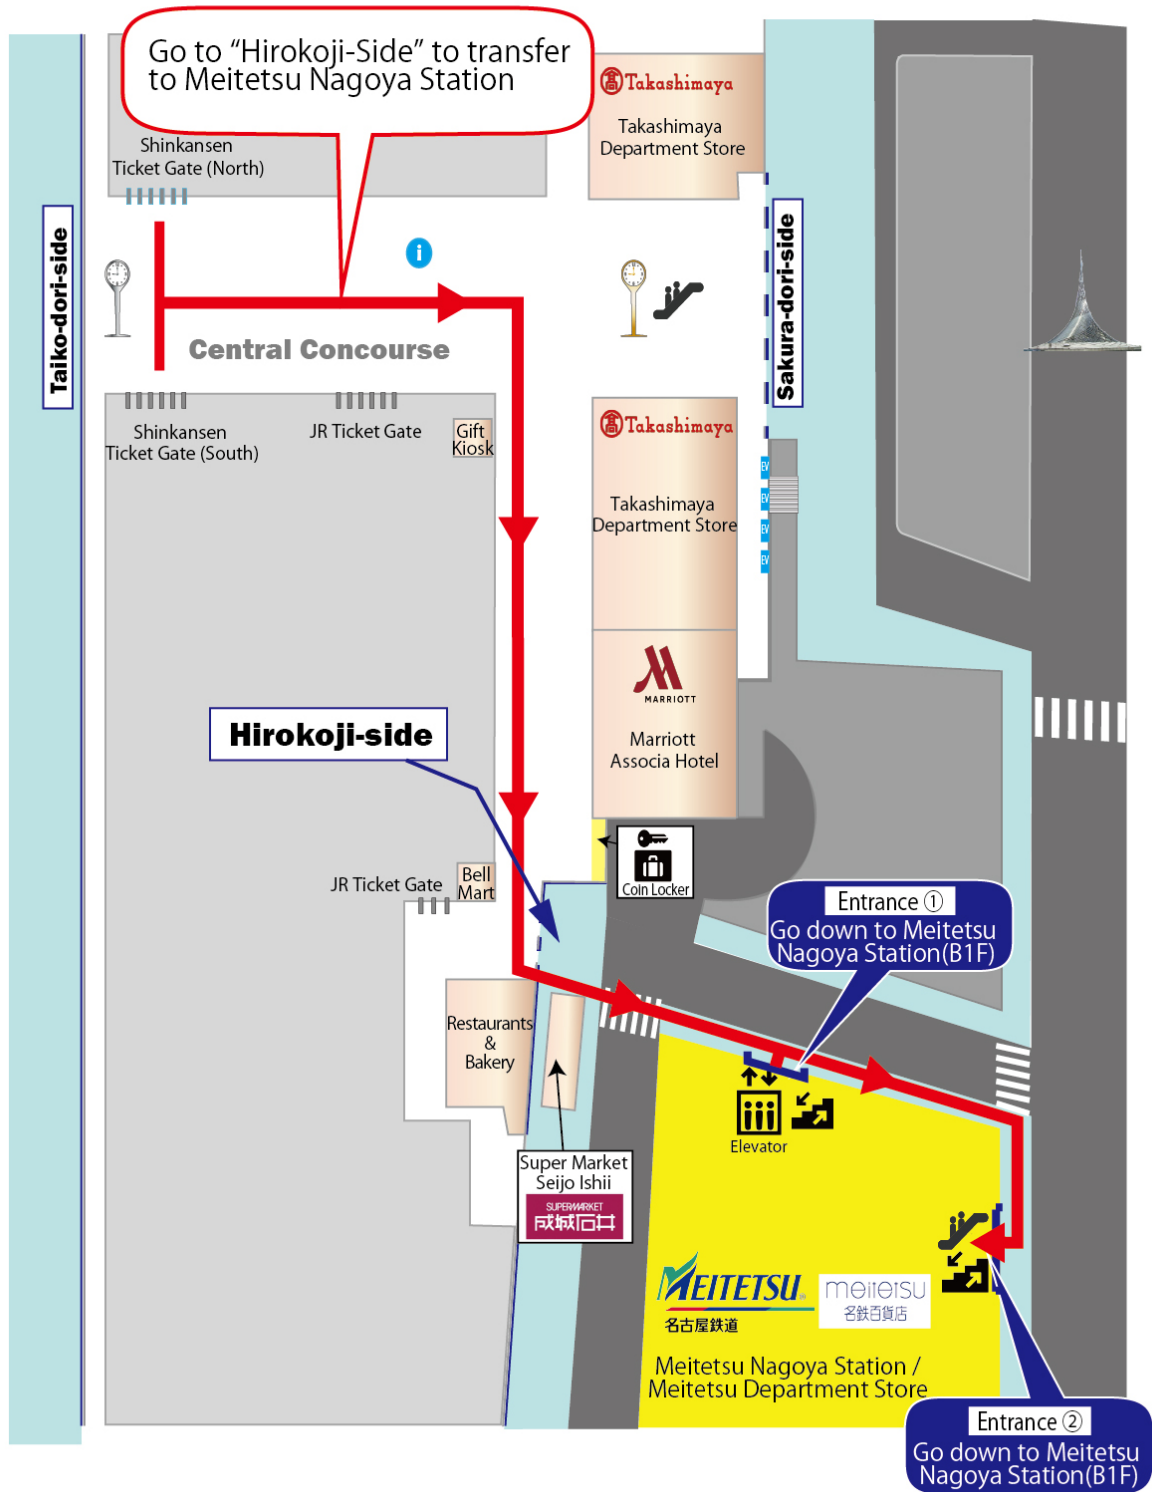 Go to “Hirokoji-Side” to transfer
to Meitetsu Nagoya Station
Takashimaya
Takashimaya
Department Store
Shinkansen
Ticket Gate (North)
Taiko-dori-side
Sakura-dori-side
i
Central Concourse
Shinkansen
Ticket Gate (South)
JR Ticket Gate
Gift
Kiosk
Takashimaya
Takashimaya
Department Store
EV
EV
EV
EV
MARRIOTT
Marriott
Associa Hotel
Hirokoji-side
Coin Locker
JR Ticket Gate
Bell
Mart
Entrance ①
Go down to Meitetsu
Nagoya Station(B1F)
Restaurants
&
Bakery
Elevator
Super Market
Seijo Ishii
SUPERMARKET
成城石井
MEITETSU
名古屋鉄道
meitetsu
名鉄百貨店
Meitetsu Nagoya Station /
Meitetsu Department Store
Entrance ②
Go down to Meitetsu
Nagoya Station(B1F)